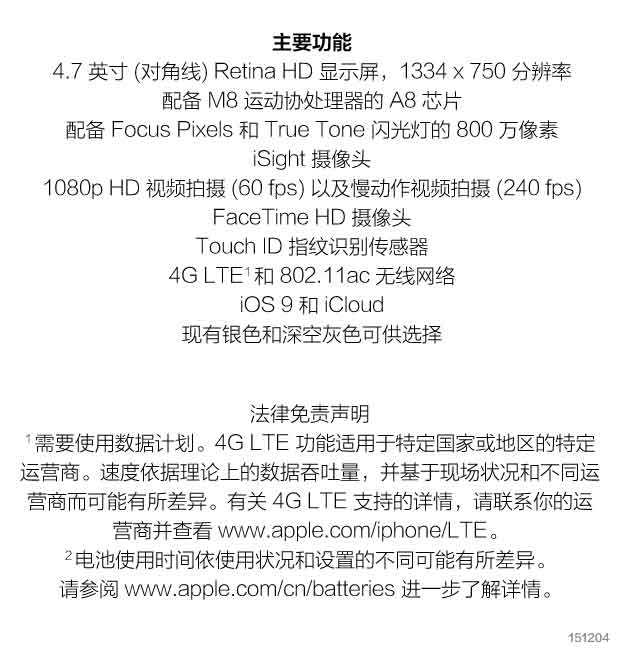 主要功能
4.7 英寸 (对角线) Retina HD 显示屏，1334 x 750 分辨率
配备 M8 运动协处理器的 A8 芯片
配备 Focus Pixels 和 True Tone 闪光灯的 800 万像素
iSight 摄像头
1080p HD 视频拍摄 (60 fps) 以及慢动作视频拍摄 (240 fps)
FaceTime HD 摄像头
Touch ID 指纹识别传感器
4G LTE¹ 和 802.11ac 无线网络
iOS 9 和 iCloud
现有银色和深空灰色可供选择
法律免责声明
¹ 需要使用数据计划。4G LTE 功能适用于特定国家或地区的特定
运营商。速度依据理论上的数据吞吐量，并基于现场状况和不同运
营商而可能有所差异。有关 4G LTE 支持的详情，请联系你的运
营商并查看 www.apple.com/iphone/LTE。
² 电池使用时间依使用状况和设置的不同可能有所差异。
请参阅 www.apple.com/cn/batteries 进一步了解详情。
151204